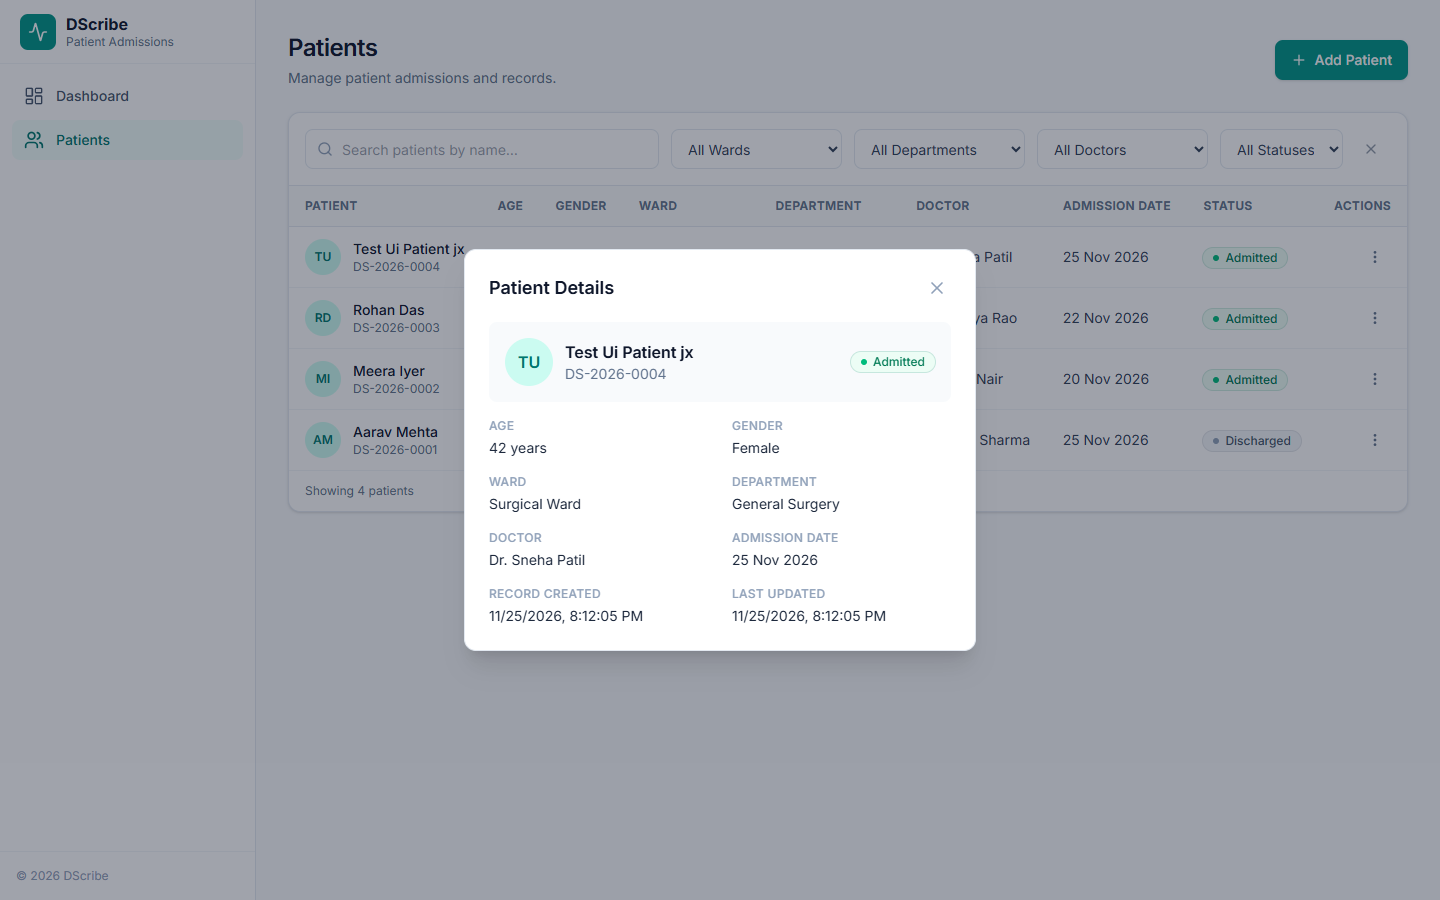 DScribe
Patient Admissions
Dashboard
Patients
© 2026 DScribe
Patients
Manage patient admissions and records.
Add Patient
Search patients by name...
All Wards
All Departments
All Doctors
All Statuses
PATIENT AGE GENDER WARD DEPARTMENT DOCTOR ADMISSION DATE STATUS ACTIONS
TU Test Ui Patient jx
DS-2026-0004
Patil 25 Nov 2026 Admitted
RD Rohan Das
DS-2026-0003
Rao 22 Nov 2026 Admitted
MI Meera Iyer
DS-2026-0002
Nair 20 Nov 2026 Admitted
AM Aarav Mehta
DS-2026-0001
Sharma 25 Nov 2026 Discharged
Showing 4 patients
Patient Details
TU
Test Ui Patient jx
DS-2026-0004
Admitted
AGE GENDER
42 years Female
WARD DEPARTMENT
Surgical Ward General Surgery
DOCTOR ADMISSION DATE
Dr. Sneha Patil 25 Nov 2026
RECORD CREATED LAST UPDATED
11/25/2026, 8:12:05 PM 11/25/2026, 8:12:05 PM